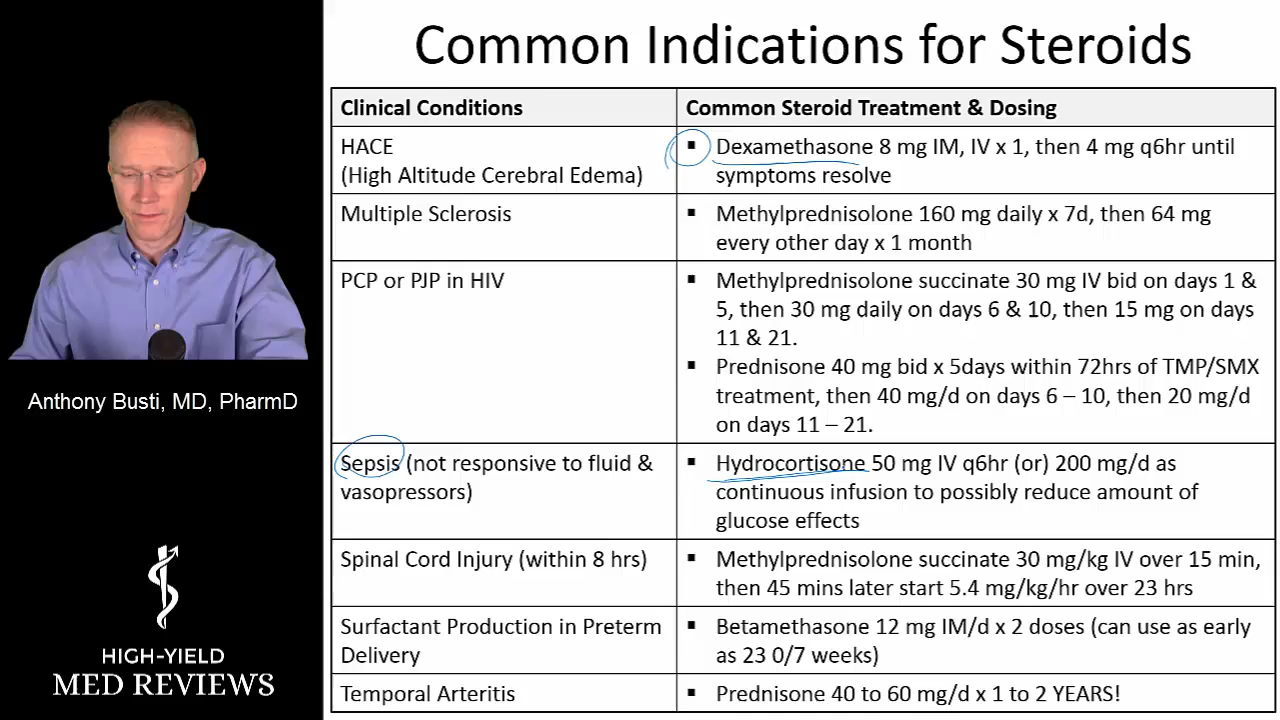 Common Indications for Steroids
Clinical Conditions
Common Steroid Treatment & Dosing
HACE
(High Altitude Cerebral Edema)
▪ Dexamethasone 8 mg IM, IV x 1, then 4 mg q6hr until
symptoms resolve
Multiple Sclerosis
▪ Methylprednisolone 160 mg daily x 7d, then 64 mg
every other day x 1 month
PCP or PJP in HIV
▪ Methylprednisolone succinate 30 mg IV bid on days 1 &
5, then 30 mg daily on days 6 & 10, then 15 mg on days
11 & 21.
▪ Prednisone 40 mg bid x 5days within 72hrs of TMP/SMX
treatment, then 40 mg/d on days 6 – 10, then 20 mg/d
on days 11 – 21.
Sepsis (not responsive to fluid &
vasopressors)
▪ Hydrocortisone 50 mg IV q6hr (or) 200 mg/d as
continuous infusion to possibly reduce amount of
glucose effects
Spinal Cord Injury (within 8 hrs)
▪ Methylprednisolone succinate 30 mg/kg IV over 15 min,
then 45 mins later start 5.4 mg/kg/hr over 23 hrs
Surfactant Production in Preterm
Delivery
▪ Betamethasone 12 mg IM/d x 2 doses (can use as early
as 23 0/7 weeks)
Temporal Arteritis
▪ Prednisone 40 to 60 mg/d x 1 to 2 YEARS!
Anthony Busti, MD, PharmD
HIGH-YIELD
MED REVIEWS